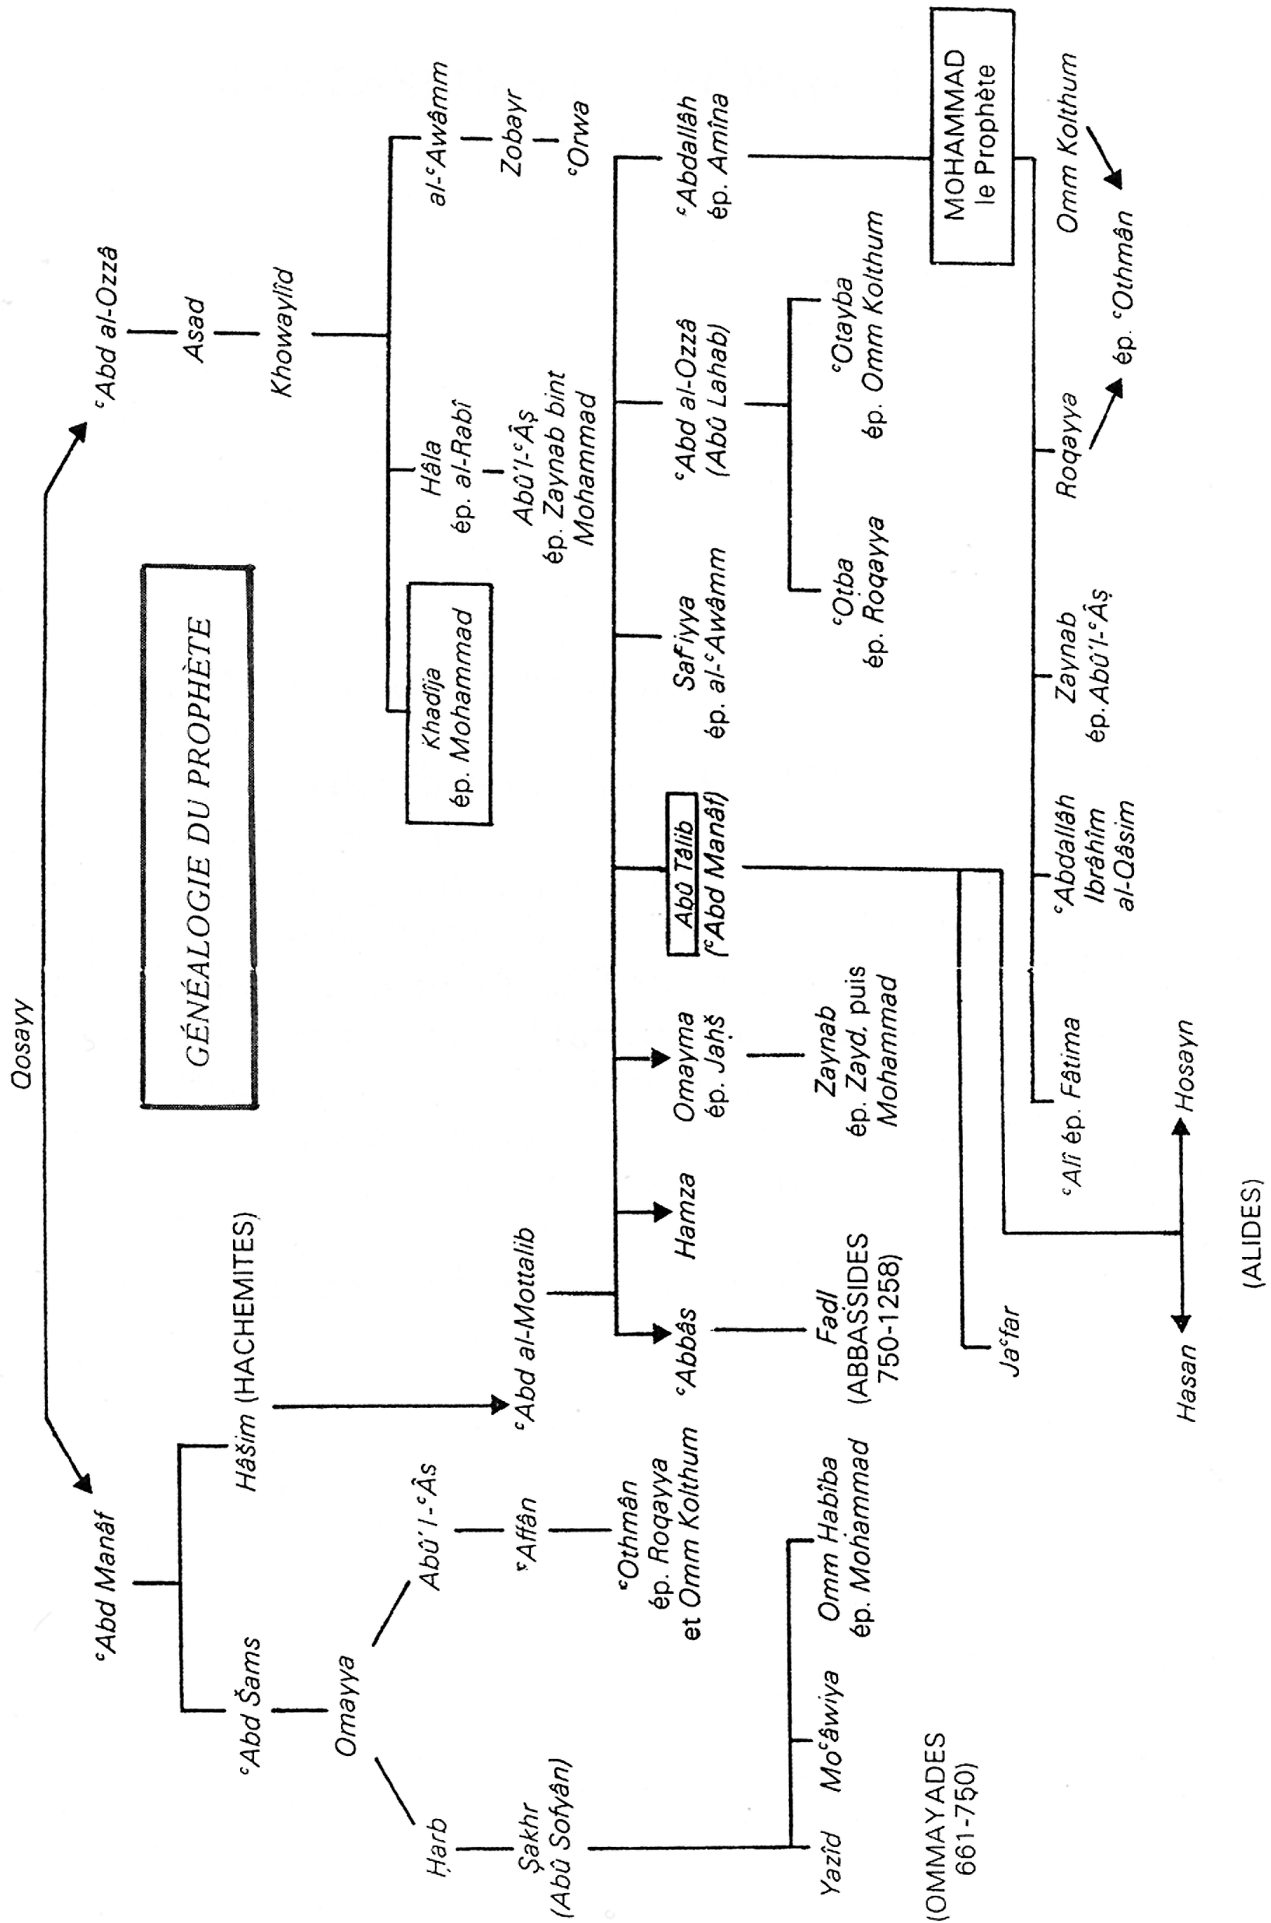 Qosayy
GÉNÉALOGIE DU PROPHÈTE
ᶜAbd Manâf
ᶜAbd al-Ozzâ
ᶜAbd Šams
Hâšim (HACHEMITES)
Asad
Omayya
Khowaylîd
Ḥarb
Abû'l-ᶜÂs
Khadîja
ép. Mohammad
Hâla
ép. al-Rabî
al-ᶜAwâmm
Ṣakhr
(Abû Sofyân)
ᶜAffân
ᶜAbd al-Mottalib
Abû'l-ᶜÂṣ
ép. Zaynab bint
Mohammad
Zobayr
ᶜOrwa
ᶜOthmân
ép. Roqayya
et Omm Kolthum
ᶜAbbâs
Hamza
Omayma
ép. Jaḥš
Abû Tâlib
(ᶜAbd Manâf)
Safiyya
ép. al-ᶜAwâmm
ᶜAbd al-Ozzâ
(Abû Lahab)
ᶜAbdallâh
ép. Amîna
Yazîd
Moᶜâwiya
Omm Habîba
ép. Mohammad
Fadl
(ABBASSIDES
750-1258)
Zaynab
ép. Zayd, puis
Mohammad
ᶜOtba
ép. Roqayya
ᶜOtayba
ép. Omm Kolthum
(OMMAYADES
661-750)
MOHAMMAD
le Prophète
Jaᶜfar
ᶜAlî ép. Fâtima
ᶜAbdallâh
Ibrâhîm
al-Qâsim
Zaynab
ép. Abû'l-ᶜÂṣ
Roqayya
Omm Kolthum
ép. ᶜOthmân
Hasan
Hosayn
(ALIDES)